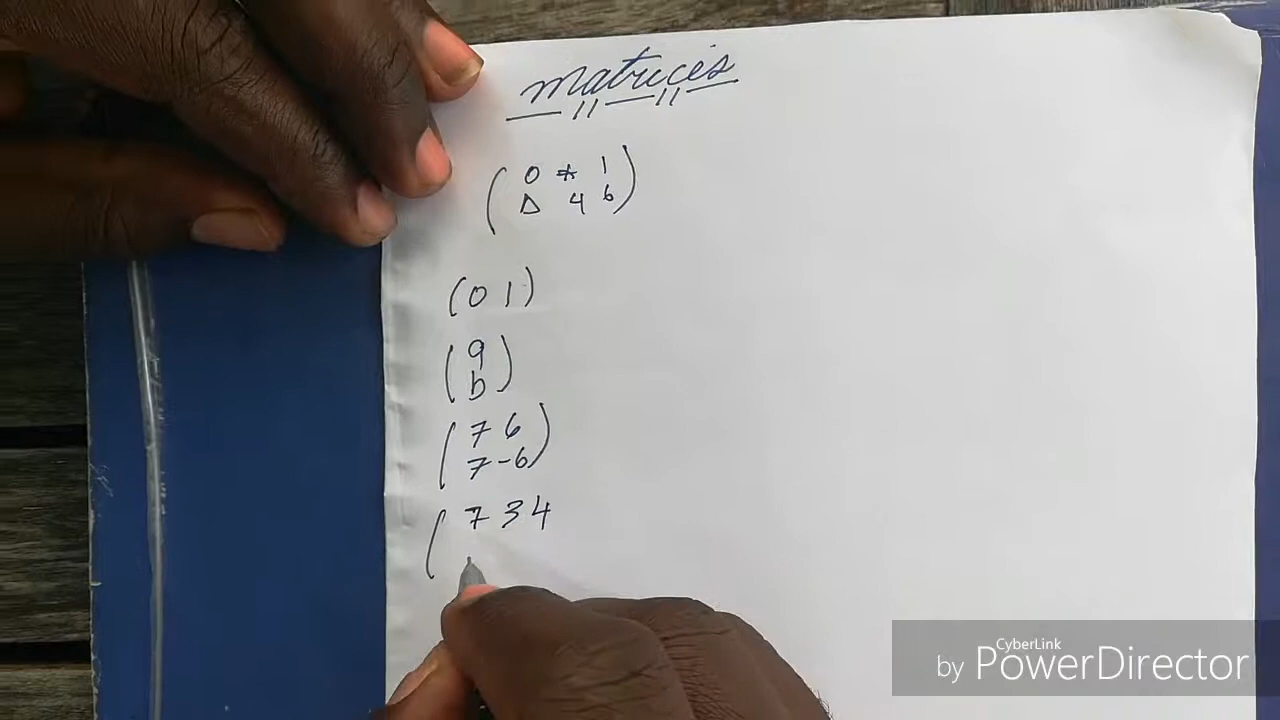 matrices
( 0 * 1
Δ 4 6 )
( 0 1 )
( a
b )
( 7 6
7 -6 )
( 7 3 4
CyberLink
by PowerDirector